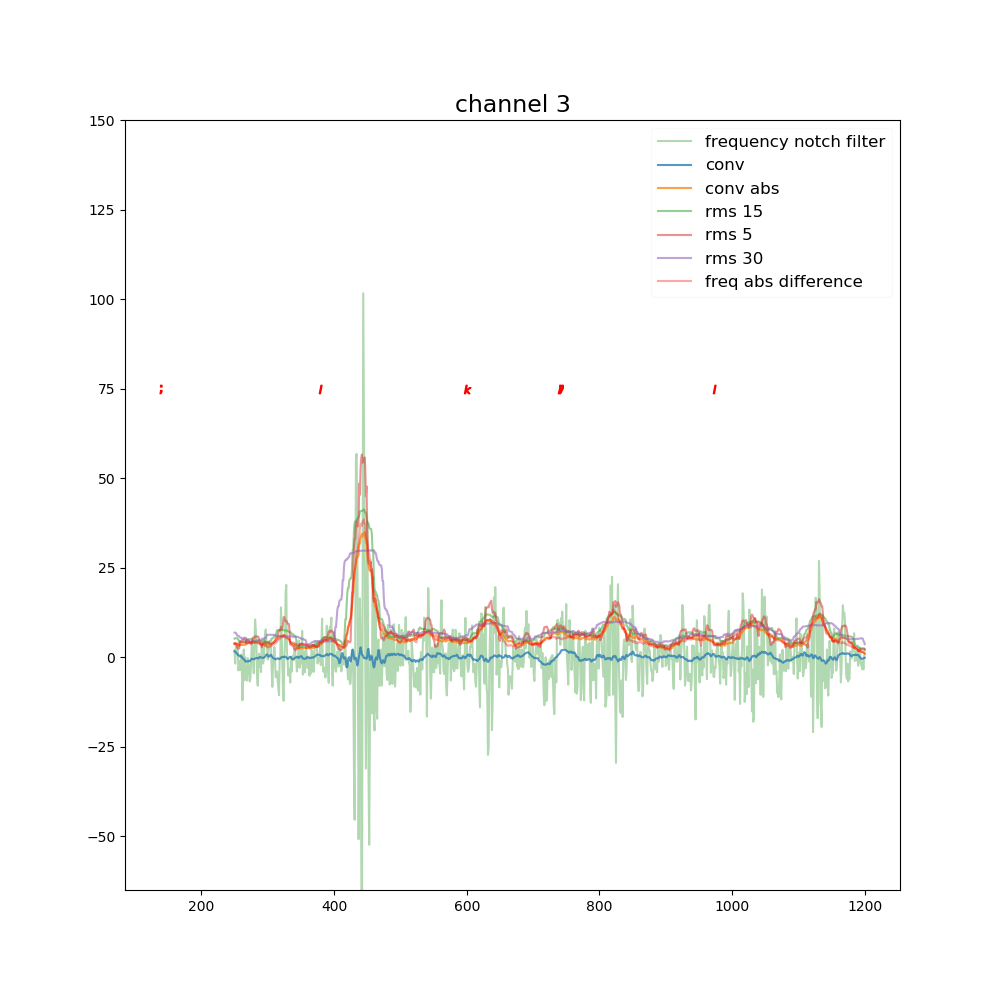 channel 3
150
125
100
75
50
25
0
−25
−50
frequency notch filter
conv
conv abs
rms 15
rms 5
rms 30
freq abs difference
; l k l
200 400 600 800 1000 1200